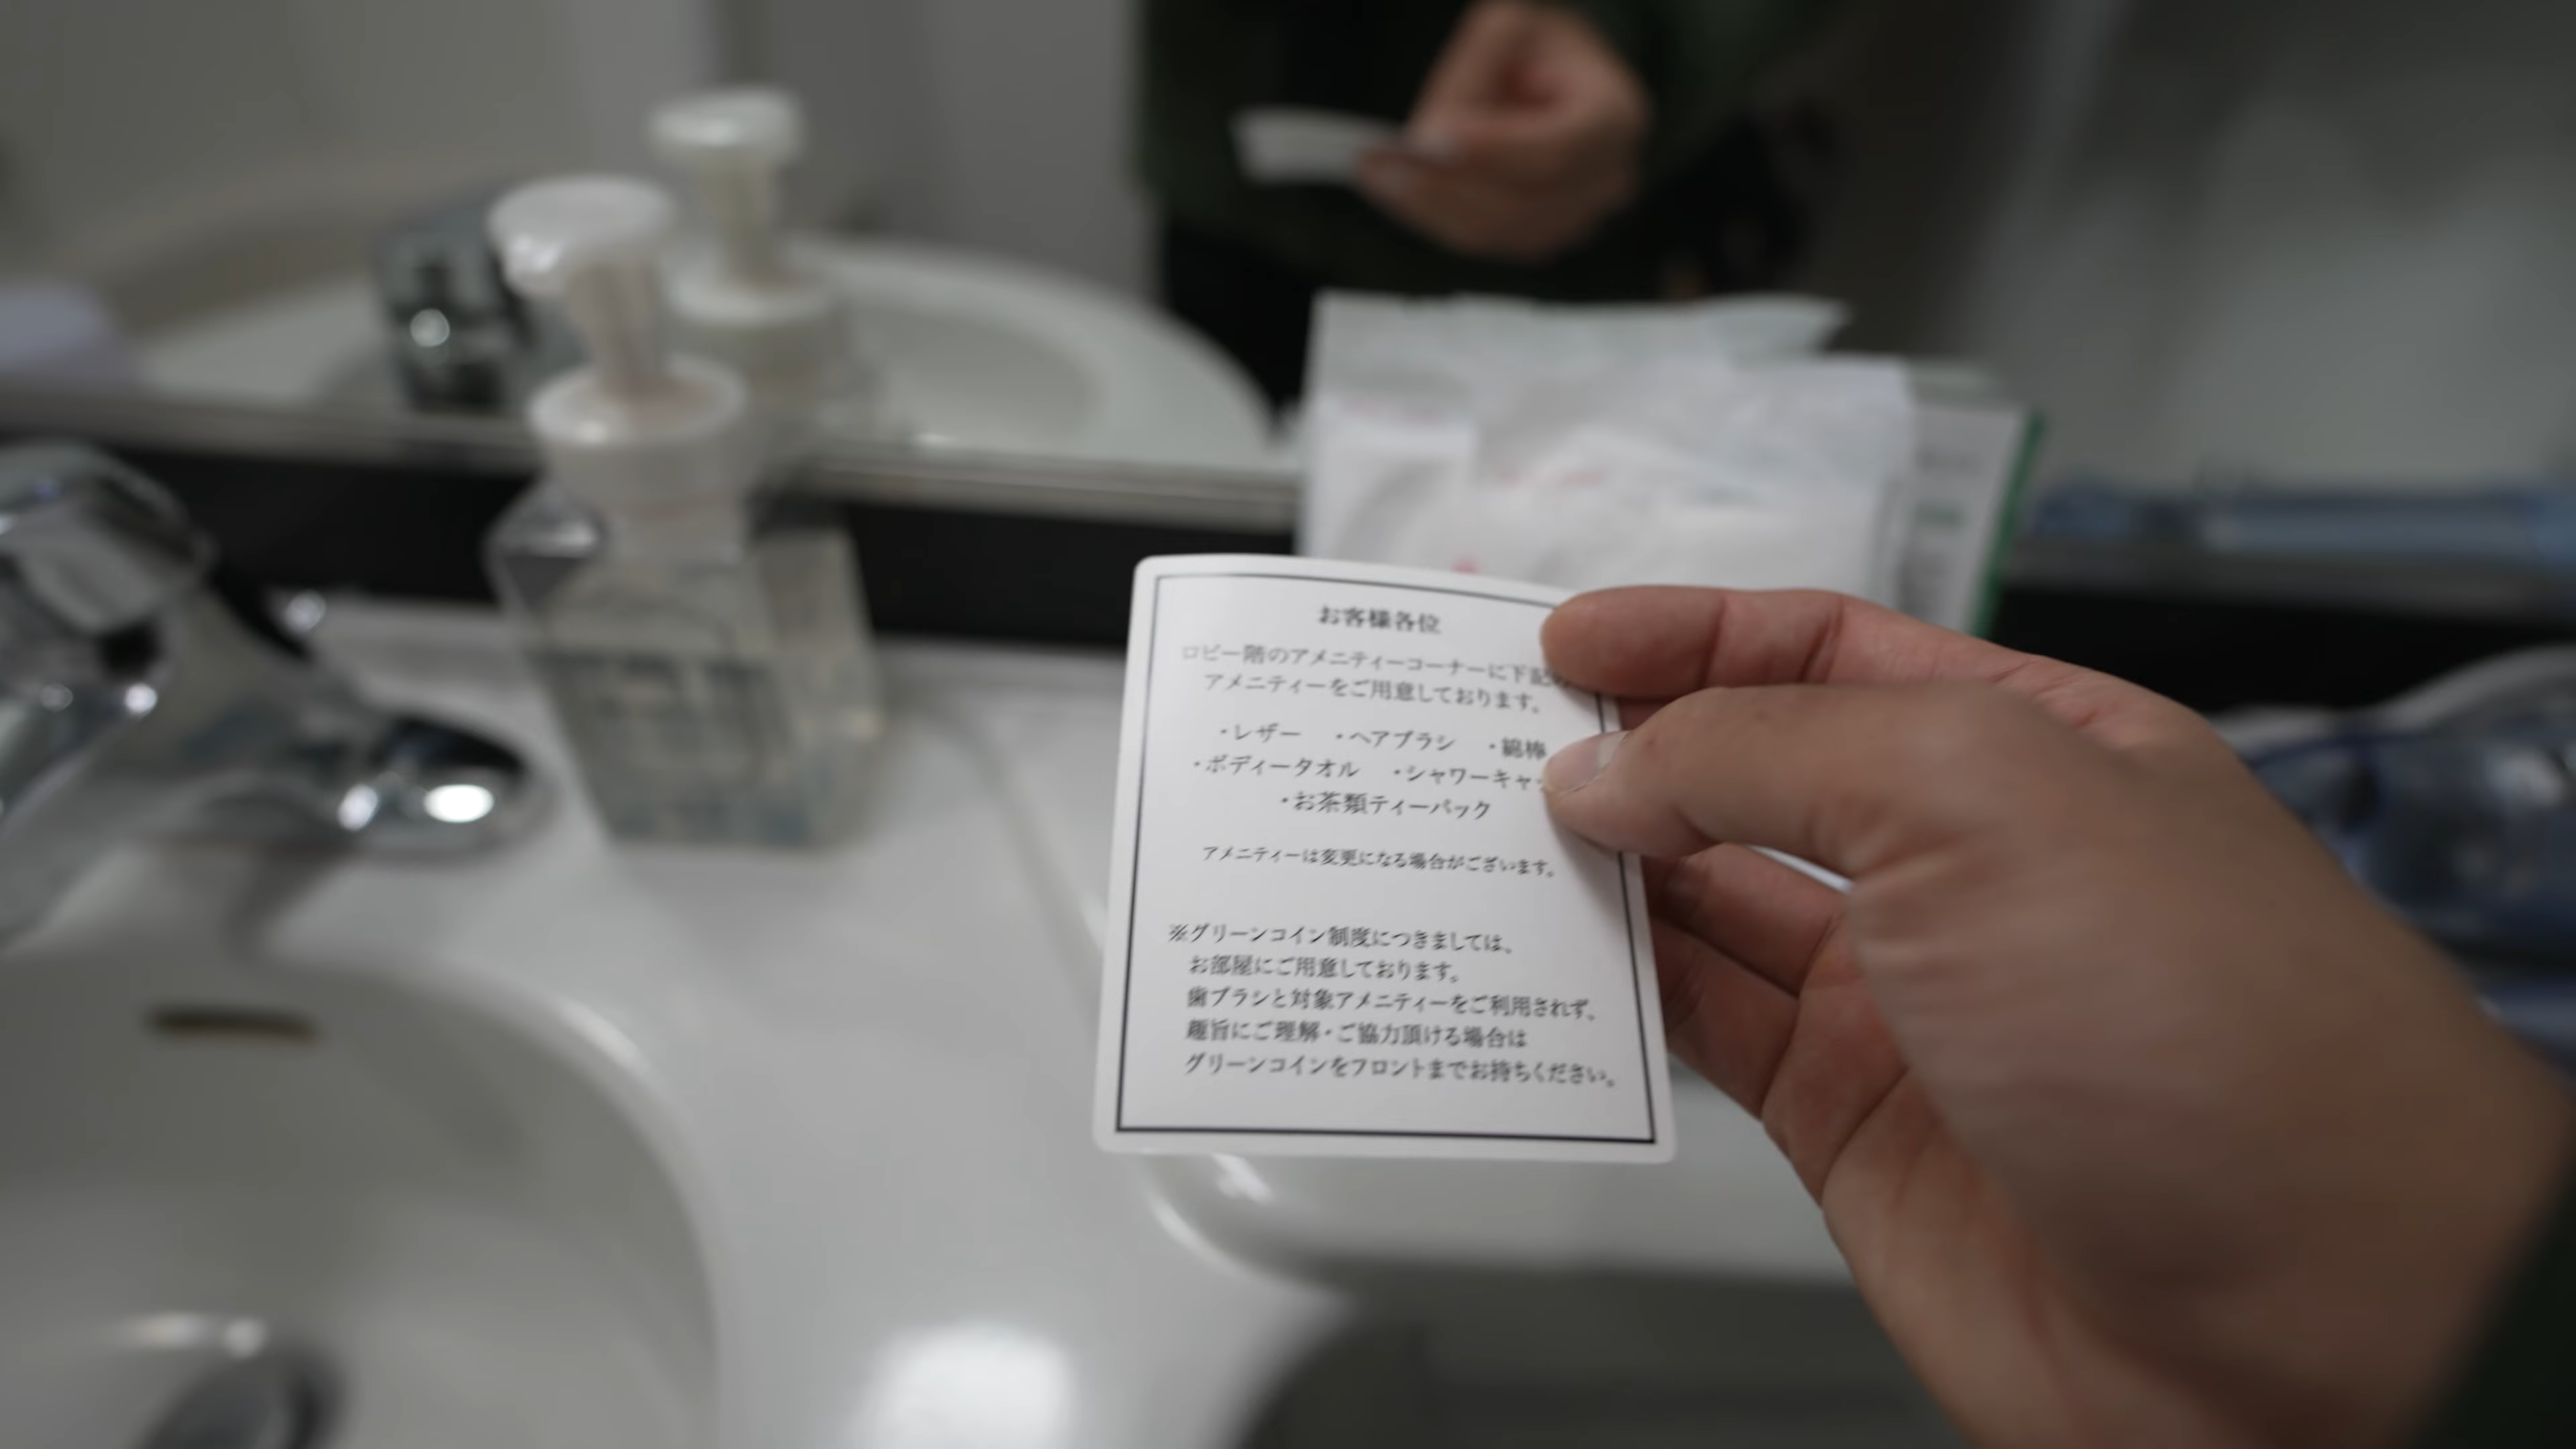 お客様各位
ロビー階のアメニティーコーナーに下記の
アメニティーをご用意しております。
・レザー ・ヘアブラシ ・綿棒
・ボディータオル ・シャワーキャッ
・お茶類ティーパック
アメニティーは変更になる場合がございます。
※グリーンコイン制度につきましては、
お部屋にご用意しております。
歯ブラシと対象アメニティーをご利用されず、
趣旨にご理解・ご協力頂ける場合は
グリーンコインをフロントまでお持ちください。